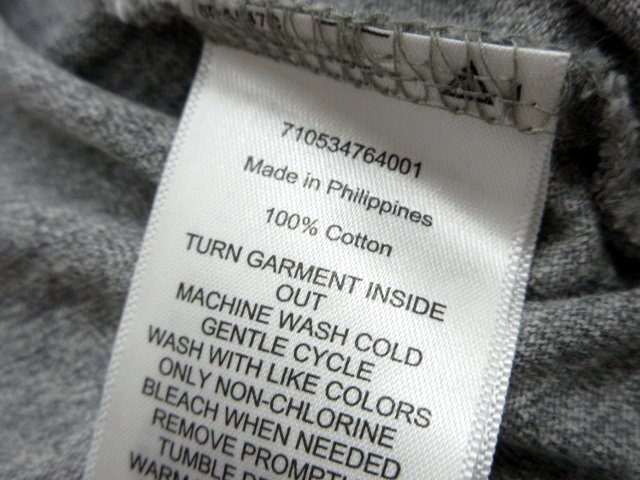 710534764001
Made in Philippines
100% Cotton
TURN GARMENT INSIDE
OUT
MACHINE WASH COLD
GENTLE CYCLE
WASH WITH LIKE COLORS
ONLY NON-CHLORINE
BLEACH WHEN NEEDED
REMOVE
TUMBLE